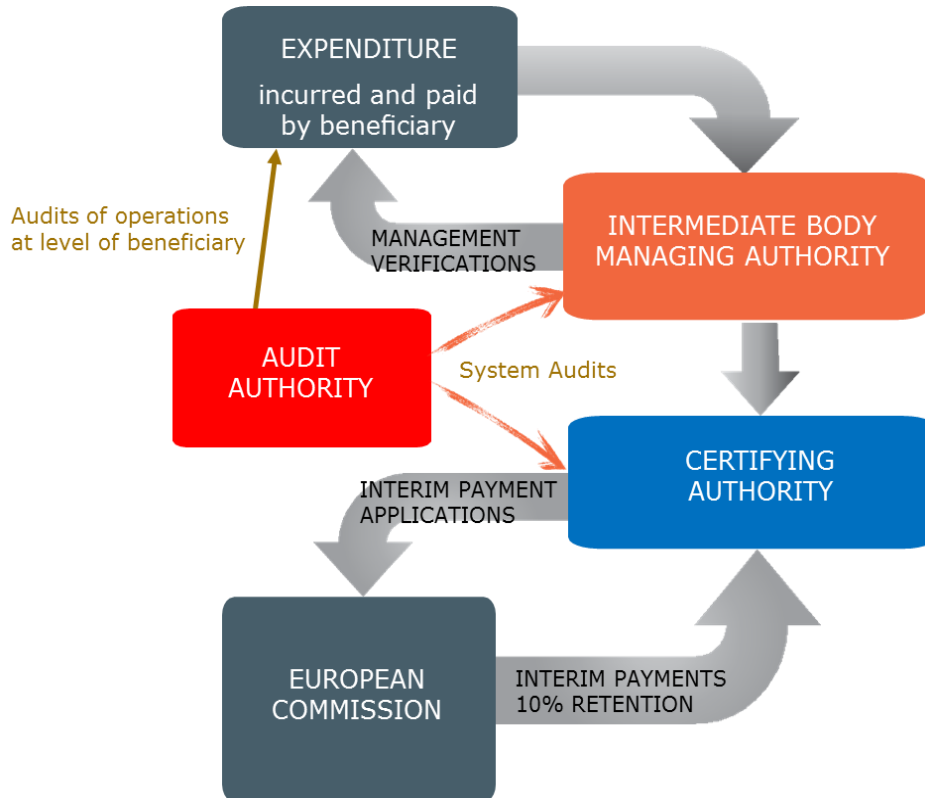 EXPENDITURE
incurred and paid
by beneficiary
Audits of operations
at level of beneficiary
MANAGEMENT
VERIFICATIONS
INTERMEDIATE BODY
MANAGING AUTHORITY
AUDIT
AUTHORITY
System Audits
CERTIFYING
AUTHORITY
INTERIM PAYMENT
APPLICATIONS
EUROPEAN
COMMISSION
INTERIM PAYMENTS
10% RETENTION